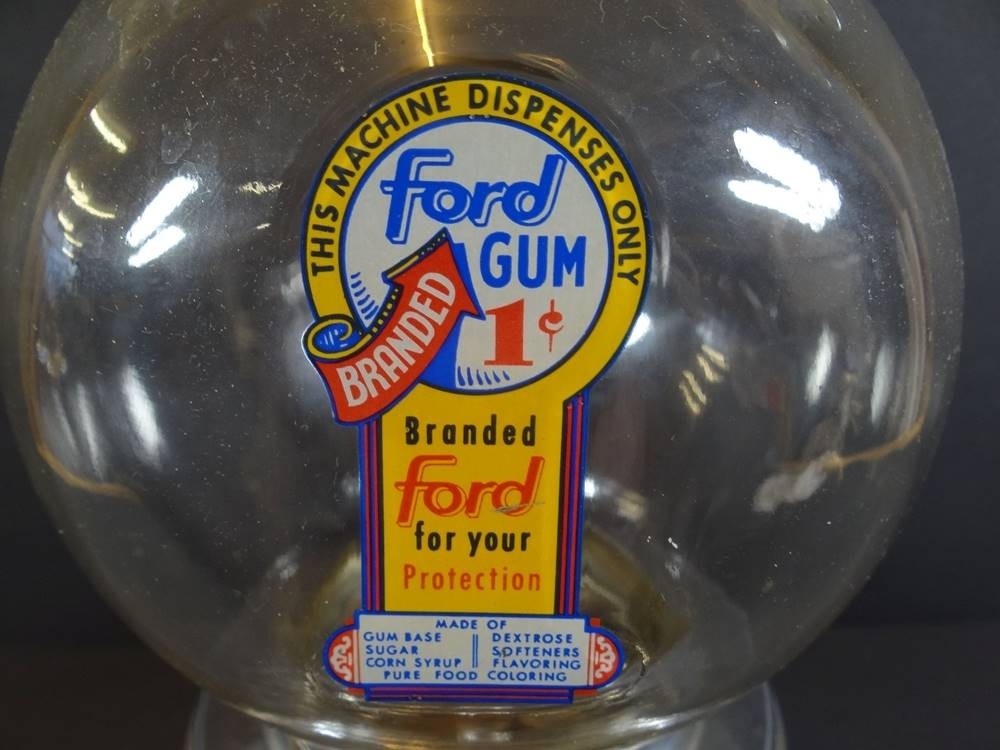 THIS MACHINE DISPENSES ONLY
Ford
GUM
1¢
BRANDED
Branded
Ford
for your
Protection
MADE OF
GUM BASE DEXTROSE
SUGAR SOFTENERS
CORN SYRUP FLAVORING
PURE FOOD COLORING